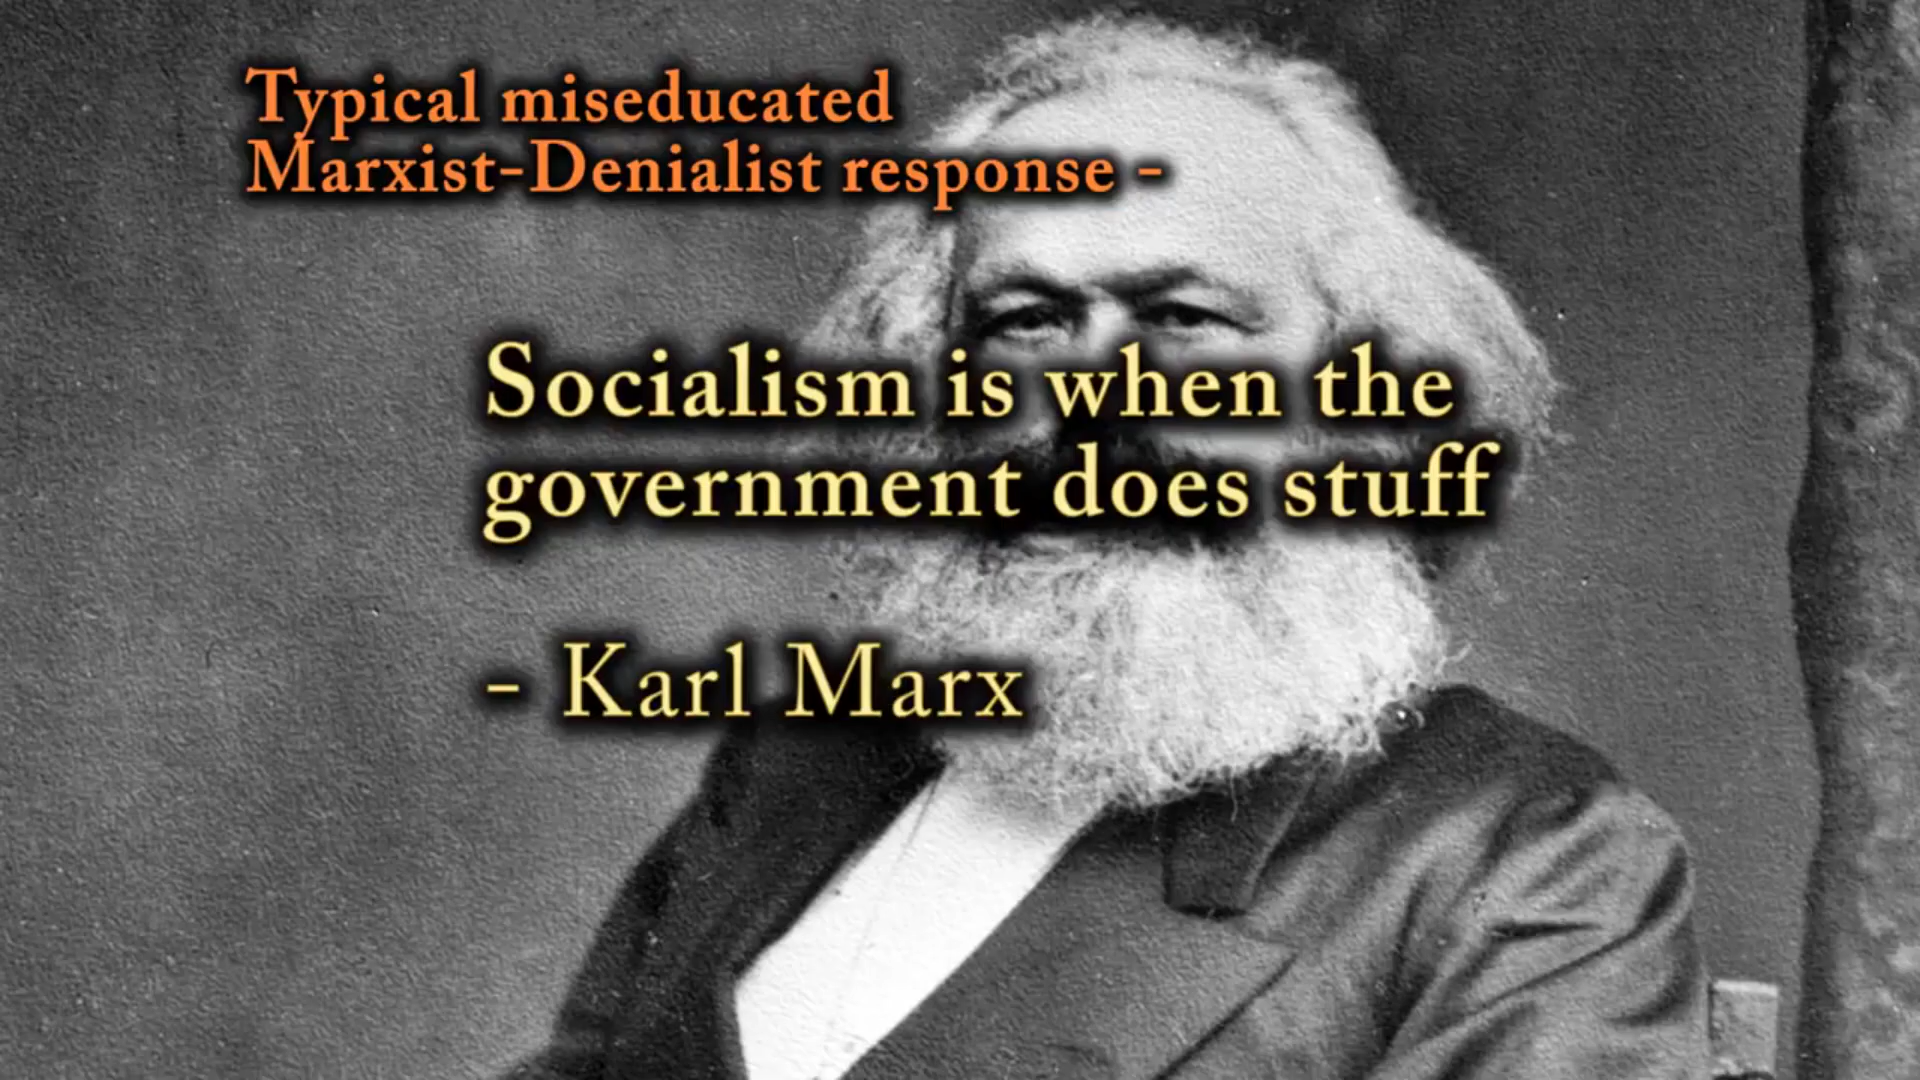 Typical miseducated
Marxist-Denialist response -
Socialism is when the
government does stuff
- Karl Marx